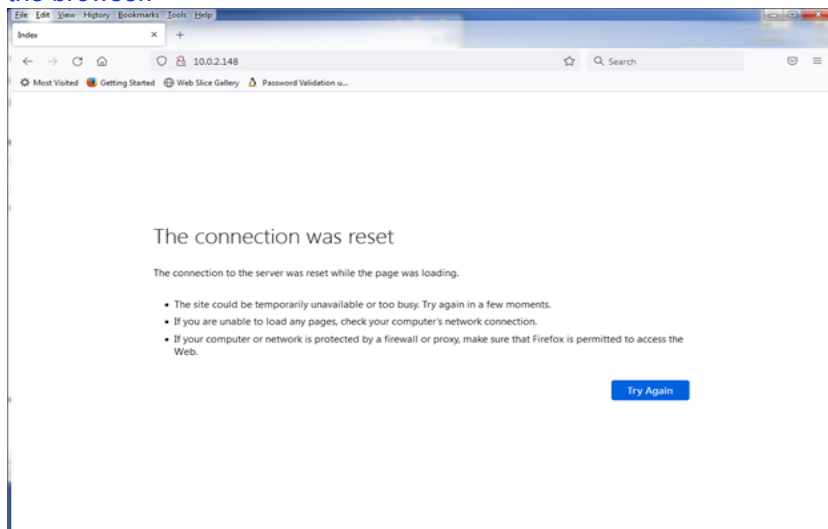 the browser.
File Edit View History Bookmarks Tools Help
Index
10.0.2.148
Search
Most Visited Getting Started Web Slice Gallery Password Validation u...
The connection was reset
The connection to the server was reset while the page was loading.
• The site could be temporarily unavailable or too busy. Try again in a few moments.
• If you are unable to load any pages, check your computer's network connection.
• If your computer or network is protected by a firewall or proxy, make sure that Firefox is permitted to access the
Web.
Try Again